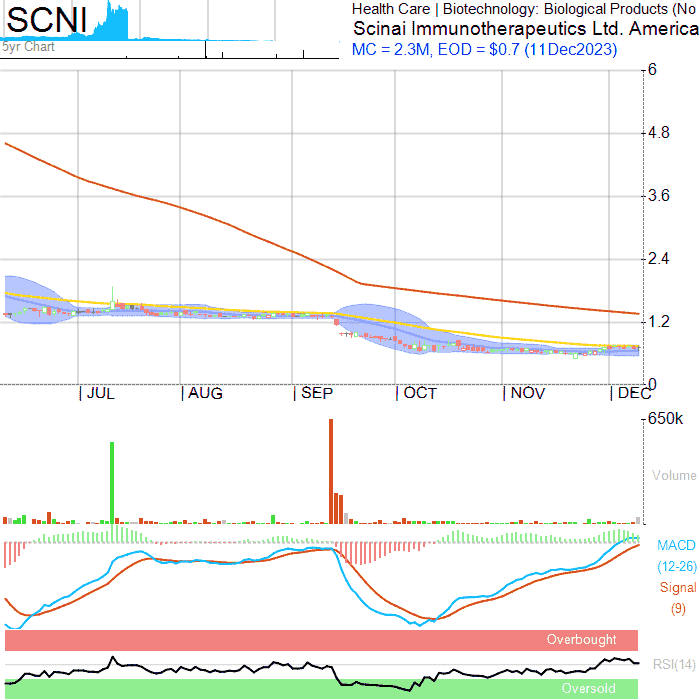 SCNI
5yr Chart
Health Care | Biotechnology: Biological Products (No
Scinai Immunotherapeutics Ltd. America
MC = 2.3M, EOD = $0.7 (11Dec2023)
6
4.8
3.6
2.4
1.2
0
JUL
AUG
SEP
OCT
NOV
DEC
650k
Volume
MACD
(12-26)
Signal
(9)
Overbought
RSI(14)
Oversold